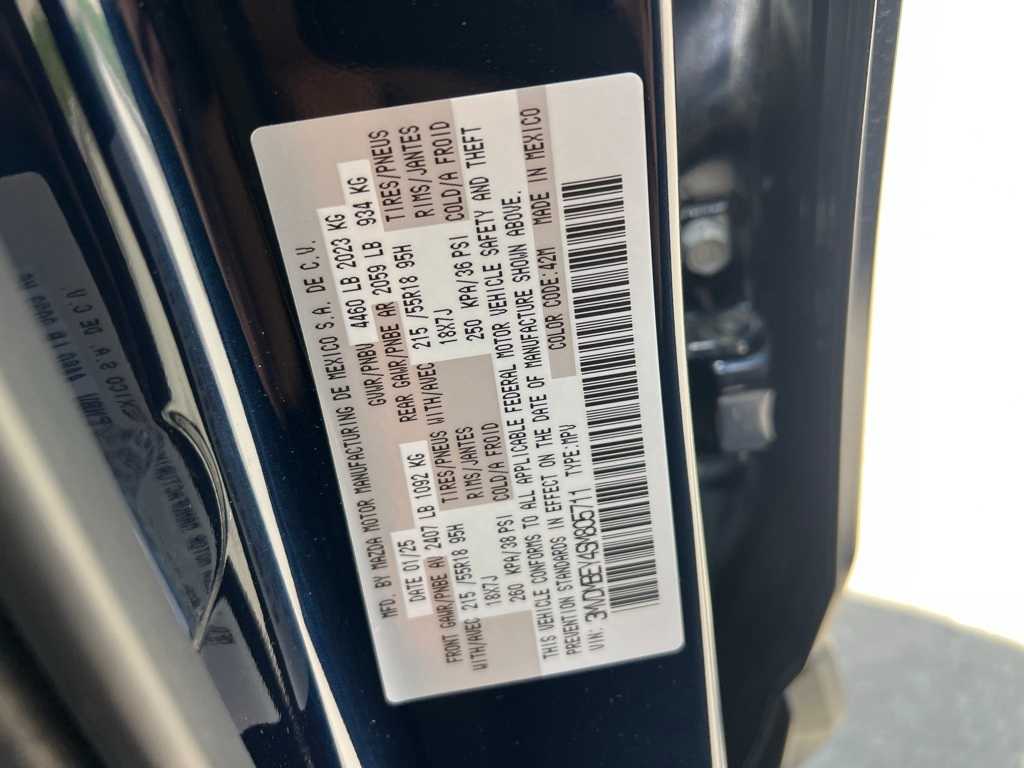 MFD. BY MAZDA MOTOR MANUFACTURING DE MEXICO S.A. DE C.V.
DATE 01/25 GVWR/PNBV 4460 LB 2023 KG
FRONT GAWR/PNBE AV 2407 LB 1092 KG REAR GAWR/PNBE AR 2059 LB 934 KG
WITH/AVEC 215 /55R18 95H TIRES/PNEUS WITH/AVEC 215 /55R18 95H TIRES/PNEUS
18X7J RIMS/JANTES 18X7J RIMS/JANTES
260 KPA/38 PSI COLD/A FROID 250 KPA/36 PSI COLD/A FROID
THIS VEHICLE CONFORMS TO ALL APPLICABLE FEDERAL MOTOR VEHICLE SAFETY AND THEFT
PREVENTION STANDARDS IN EFFECT ON THE DATE OF MANUFACTURE SHOWN ABOVE.
VIN: 3MVDMBEY4SM805711 TYPE:MPV COLOR CODE:42M MADE IN MEXICO